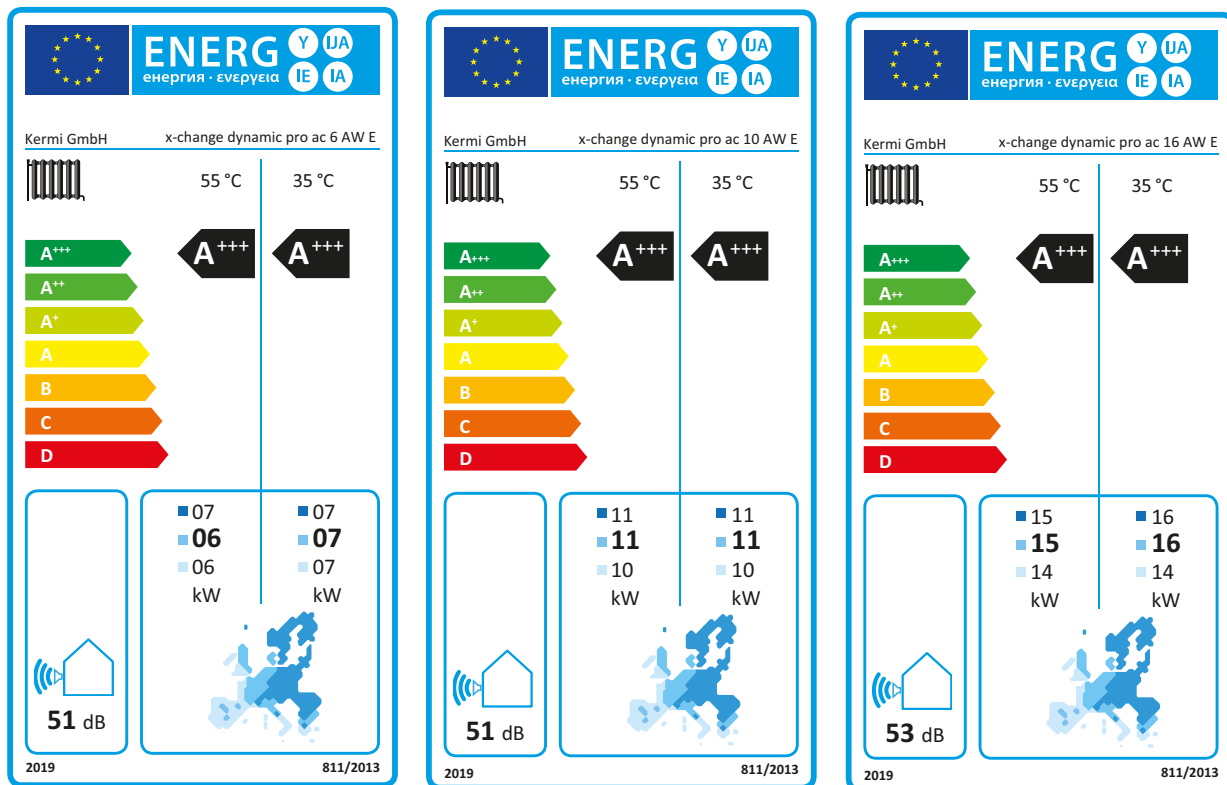 ENERG Y IJA
енергия · ενεργεια IE IA
Kermi GmbH x-change dynamic pro ac 6 AW E
55 °C 35 °C
A+++ A+++
A+++
A++
A+
A
B
C
D
07 07
06 07
06 07
kW kW
51 dB
2019 811/2013
ENERG Y IJA
енергия · ενεργεια IE IA
Kermi GmbH x-change dynamic pro ac 10 AW E
55 °C 35 °C
A+++ A+++
A+++
A++
A+
A
B
C
D
11 11
11 11
10 10
kW kW
51 dB
2019 811/2013
ENERG Y IJA
енергия · ενεργεια IE IA
Kermi GmbH x-change dynamic pro ac 16 AW E
55 °C 35 °C
A+++ A+++
A+++
A++
A+
A
B
C
D
15 16
15 16
14 14
kW kW
53 dB
2019 811/2013